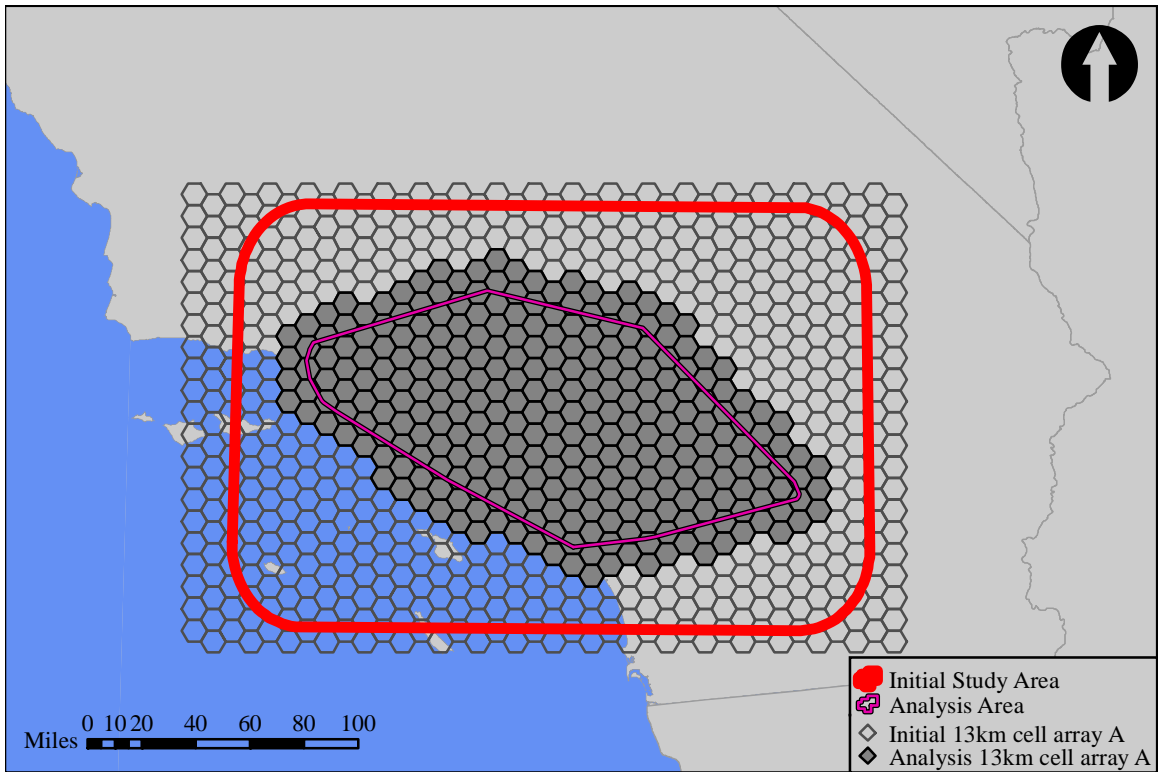 Initial Study Area
Analysis Area
Initial 13km cell array A
Analysis 13km cell array A
0 10 20 40 60 80 100
Miles